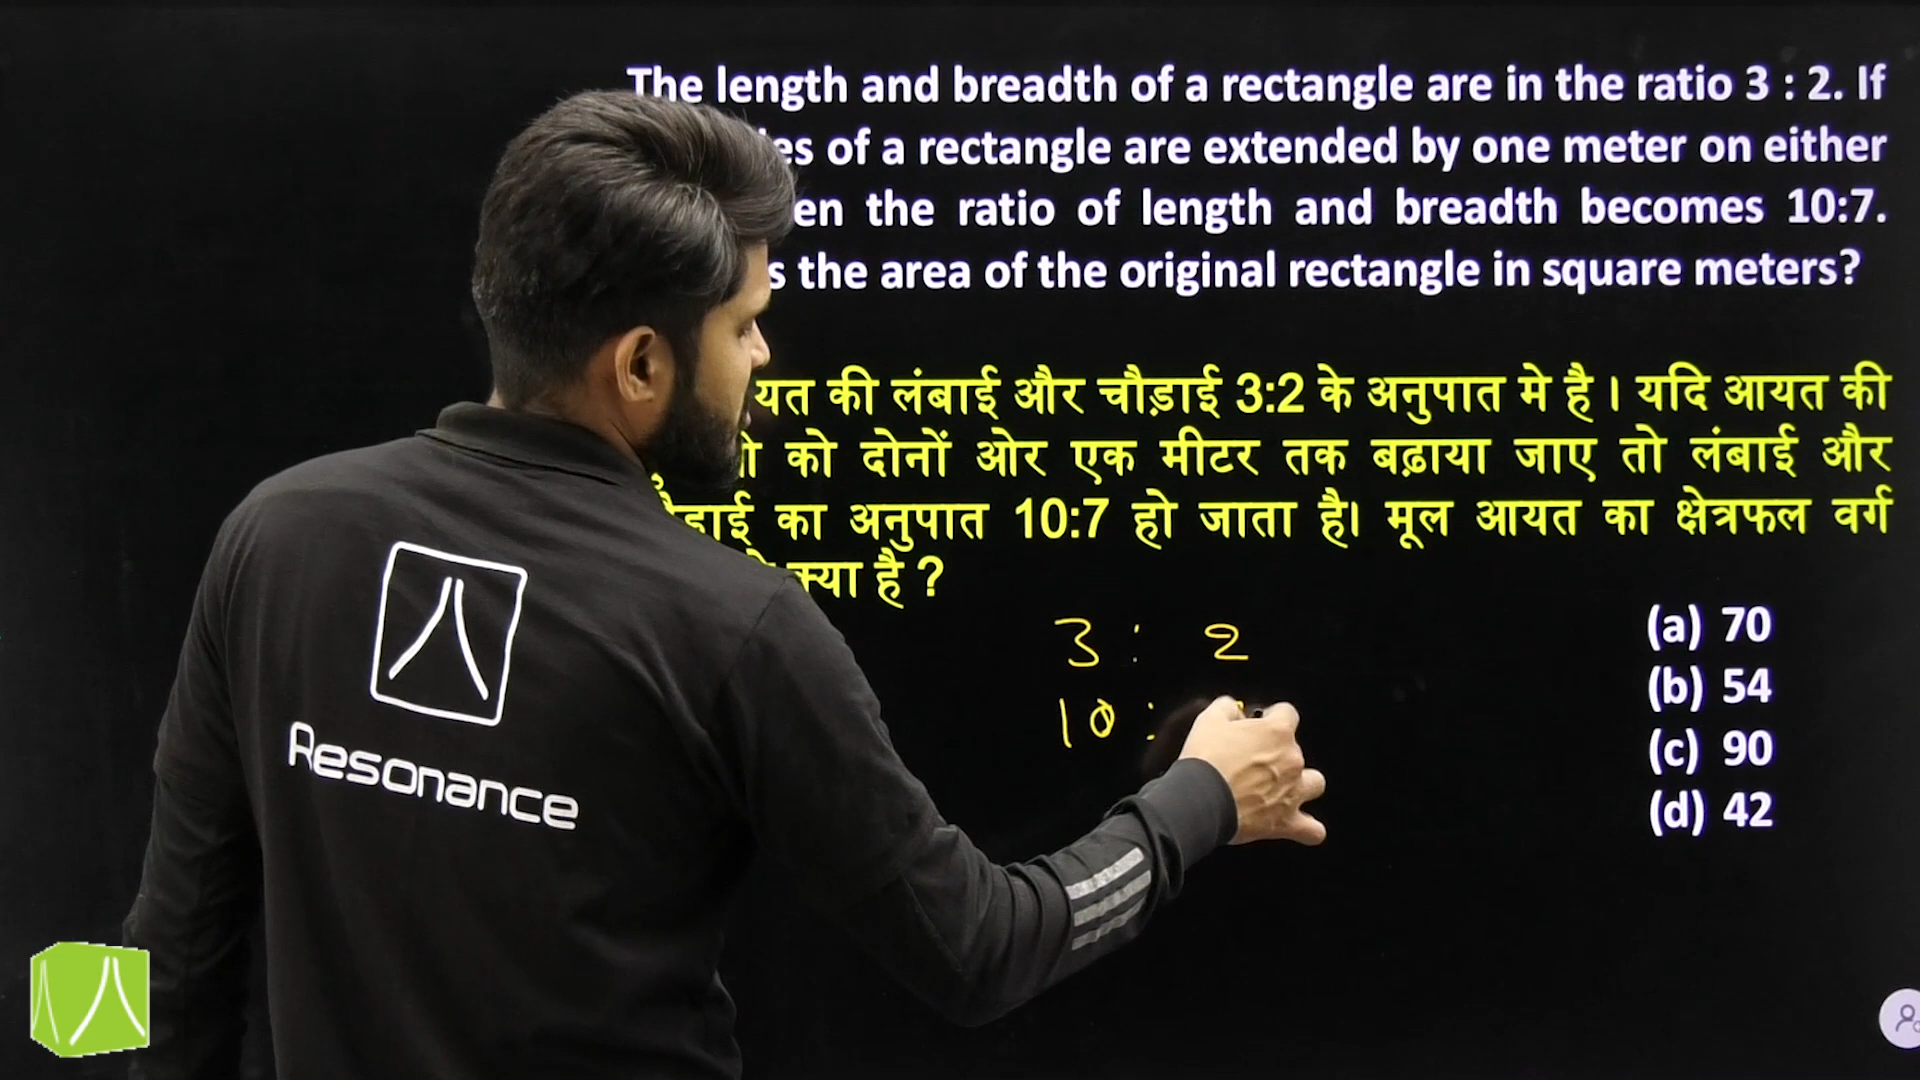 The length and breadth of a rectangle are in the ratio 3 : 2. If
of a rectangle are extended by one meter on either
the ratio of length and breadth becomes 10:7.
the area of the original rectangle in square meters?
की लंबाई और चौड़ाई 3:2 के अनुपात मे है । यदि आयत की
को दोनों ओर एक मीटर तक बढ़ाया जाए तो लंबाई और
का अनुपात 10:7 हो जाता है। मूल आयत का क्षेत्रफल वर्ग
क्या है ?
3 : 2
10 :
(a) 70
(b) 54
(c) 90
(d) 42
Resonance